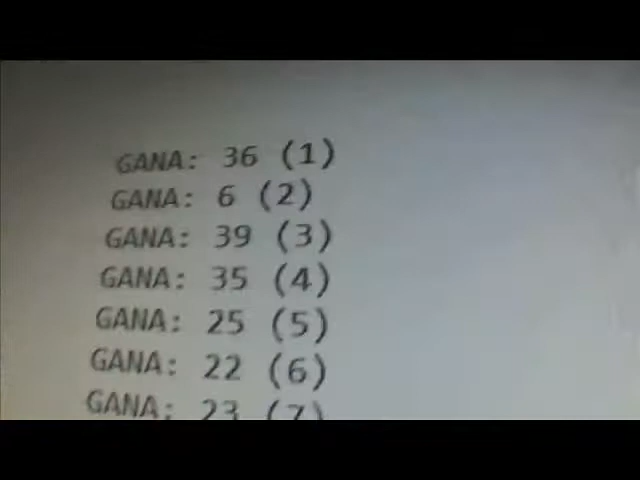 GANA: 36 (1)
GANA: 6 (2)
GANA: 39 (3)
GANA: 35 (4)
GANA: 25 (5)
GANA: 22 (6)
GANA: 23 (7)